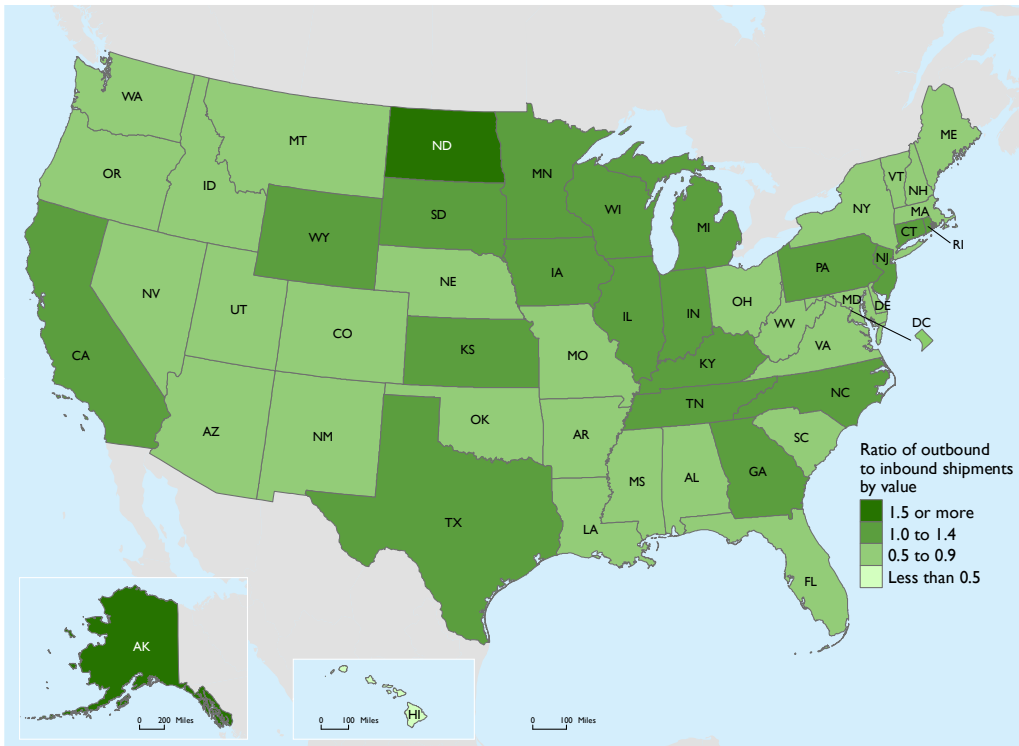 WA
MT
ND
MN
ME
OR
ID
SD
WI
MI
VT
NH
NY
MA
CT
RI
WY
IA
PA
NJ
NV
UT
NE
IL
IN
OH
MD
DE
DC
CO
KS
MO
WV
VA
CA
KY
AZ
NM
OK
AR
TN
NC
SC
TX
LA
MS
AL
GA
FL
Ratio of outbound
to inbound shipments
by value
1.5 or more
1.0 to 1.4
0.5 to 0.9
Less than 0.5
AK
0 200 Miles
HI
0 100 Miles
0 100 Miles